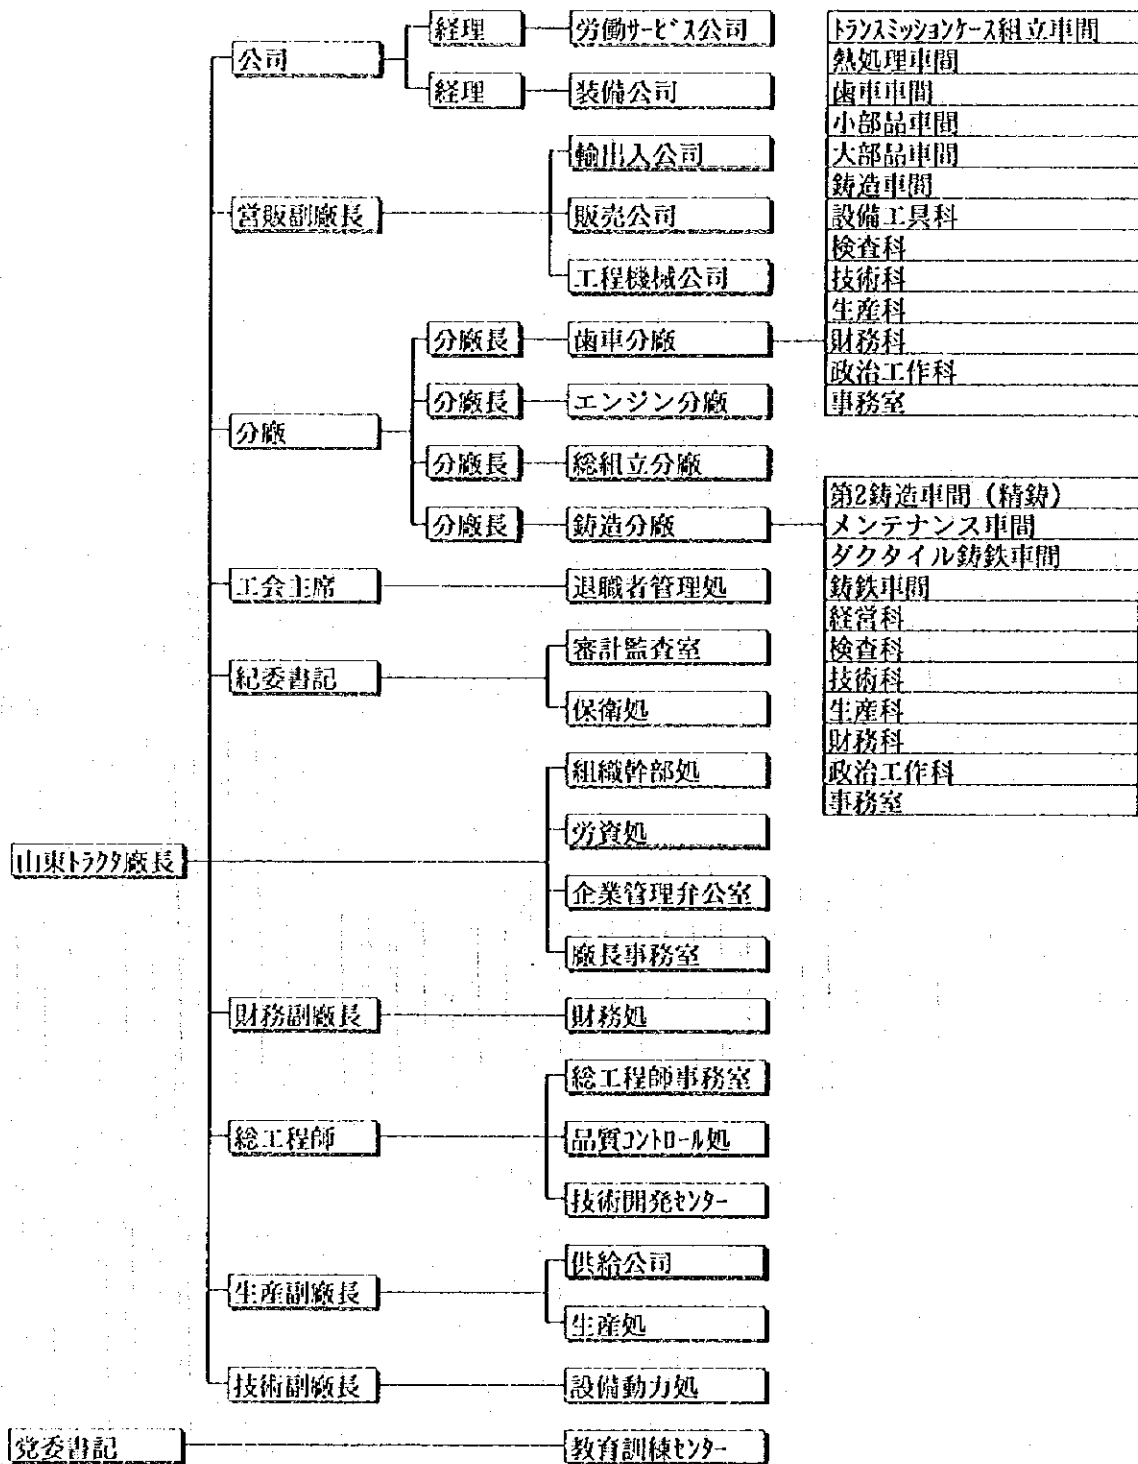 山東トラクタ廠長
党委書記
公司
営販副廠長
分廠
工会主席
紀委書記
財務副廠長
総工程師
生産副廠長
技術副廠長
経理
経理
分廠長
分廠長
分廠長
分廠長
労働サービス公司
装備公司
輸出入公司
販売公司
工程機械公司
歯車分廠
エンジン分廠
総組立分廠
鋳造分廠
退職者管理処
審計監査室
保衛処
組織幹部処
労資処
企業管理弁公室
廠長事務室
財務処
総工程師事務室
品質コントロール処
技術開発センター
供給公司
生産処
設備動力処
教育訓練センター
トランスミッションケース組立車間
熱処理車間
歯車車間
小部品車間
大部品車間
鋳造車間
設備工具科
検査科
技術科
生産科
財務科
政治工作科
事務室
第2鋳造車間（精鋳）
メンテナンス車間
ダクタイル鋳鉄車間
鋳鉄車間
経営科
検査科
技術科
生産科
財務科
政治工作科
事務室